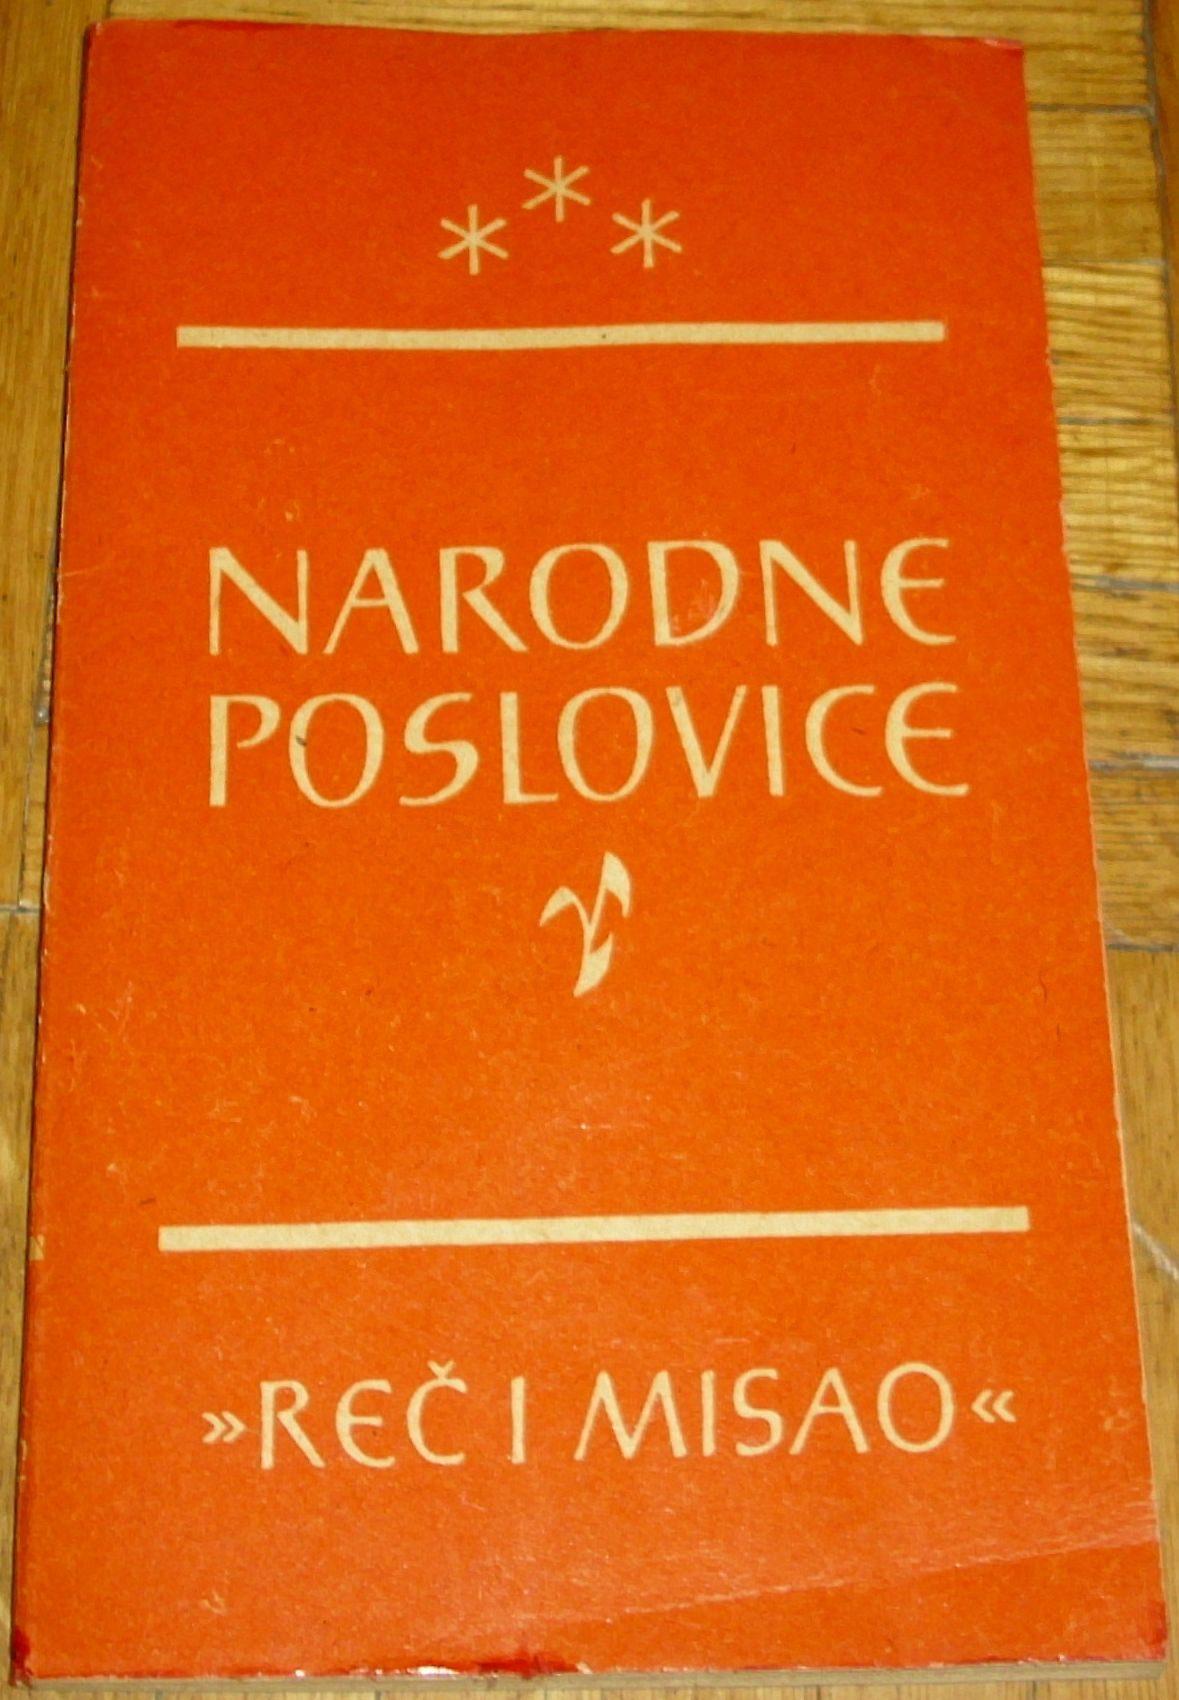 ***
NARODNE
POSLOVICE
»REČ I MISAO«